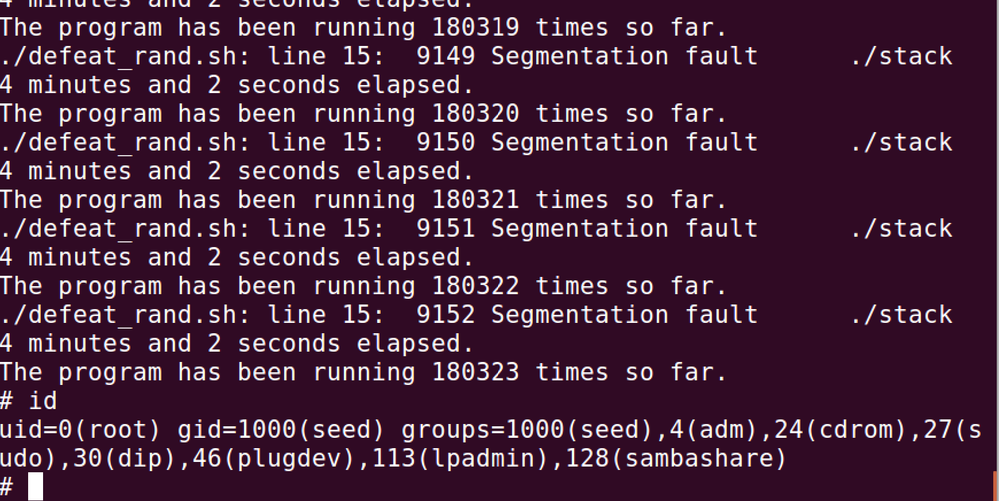 4 minutes and 2 seconds elapsed.
The program has been running 180319 times so far.
./defeat_rand.sh: line 15:  9149 Segmentation fault      ./stack
4 minutes and 2 seconds elapsed.
The program has been running 180320 times so far.
./defeat_rand.sh: line 15:  9150 Segmentation fault      ./stack
4 minutes and 2 seconds elapsed.
The program has been running 180321 times so far.
./defeat_rand.sh: line 15:  9151 Segmentation fault      ./stack
4 minutes and 2 seconds elapsed.
The program has been running 180322 times so far.
./defeat_rand.sh: line 15:  9152 Segmentation fault      ./stack
4 minutes and 2 seconds elapsed.
The program has been running 180323 times so far.
# id
uid=0(root) gid=1000(seed) groups=1000(seed),4(adm),24(cdrom),27(s
udo),30(dip),46(plugdev),113(lpadmin),128(sambashare)
#